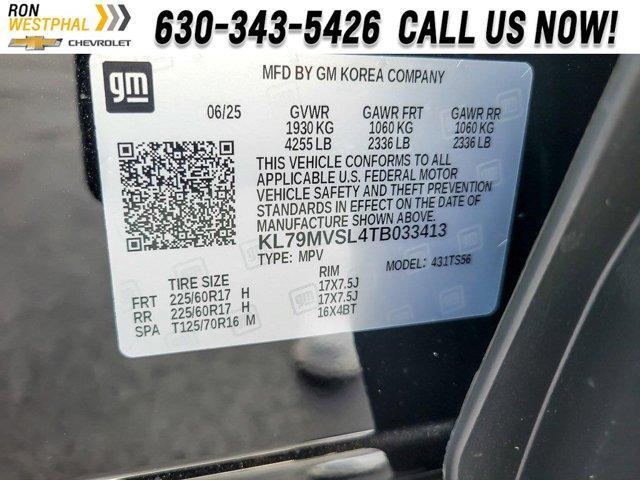 RON
WESTPHAL
CHEVROLET
630-343-5426 CALL US NOW!
gm
MFD BY GM KOREA COMPANY
06/25 GVWR GAWR FRT GAWR RR
1930 KG 1060 KG 1060 KG
4255 LB 2336 LB 2336 LB
THIS VEHICLE CONFORMS TO ALL
APPLICABLE U.S. FEDERAL MOTOR
VEHICLE SAFETY AND THEFT PREVENTION
STANDARDS IN EFFECT ON THE DATE OF
MANUFACTURE SHOWN ABOVE.
KL79MVSL4TB033413
TYPE: MPV MODEL: 431TS56
TIRE SIZE RIM
FRT 225/60R17 H 17X7.5J
RR 225/60R17 H 17X7.5J
SPA T125/70R16 M 16X4BT